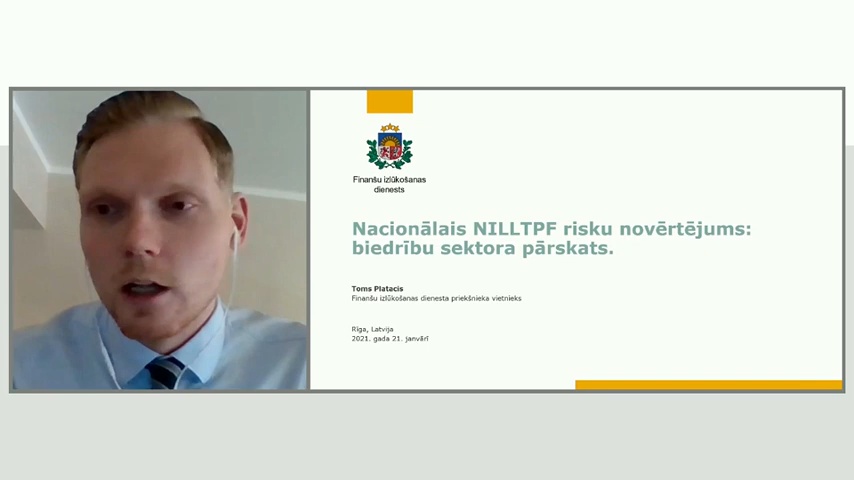 Finanšu izlūkošanas
dienests
Nacionālais NILLTPF risku novērtējums:
biedrību sektora pārskats.
Toms Platacis
Finanšu izlūkošanas dienesta priekšnieka vietnieks
Rīga, Latvija
2021. gada 21. janvārī